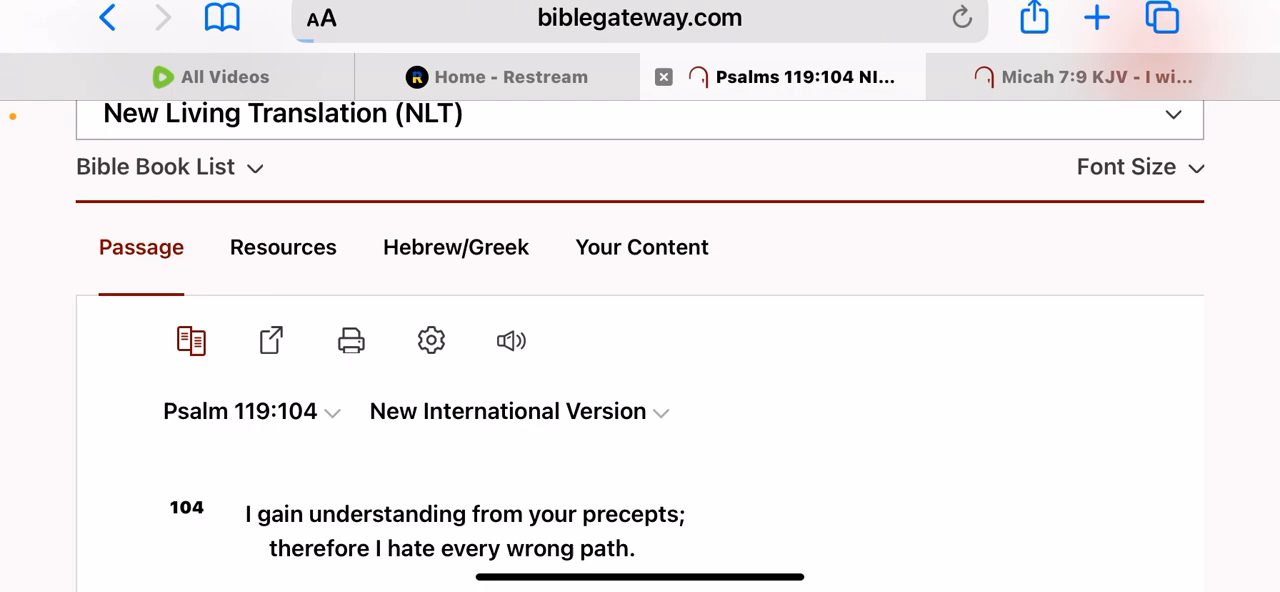 AA biblegateway.com
All Videos Home - Restream Psalms 119:104 NI... Micah 7:9 KJV - I wi...
New Living Translation (NLT)
Bible Book List Font Size
Passage Resources Hebrew/Greek Your Content
Psalm 119:104 New International Version
104 I gain understanding from your precepts;
therefore I hate every wrong path.